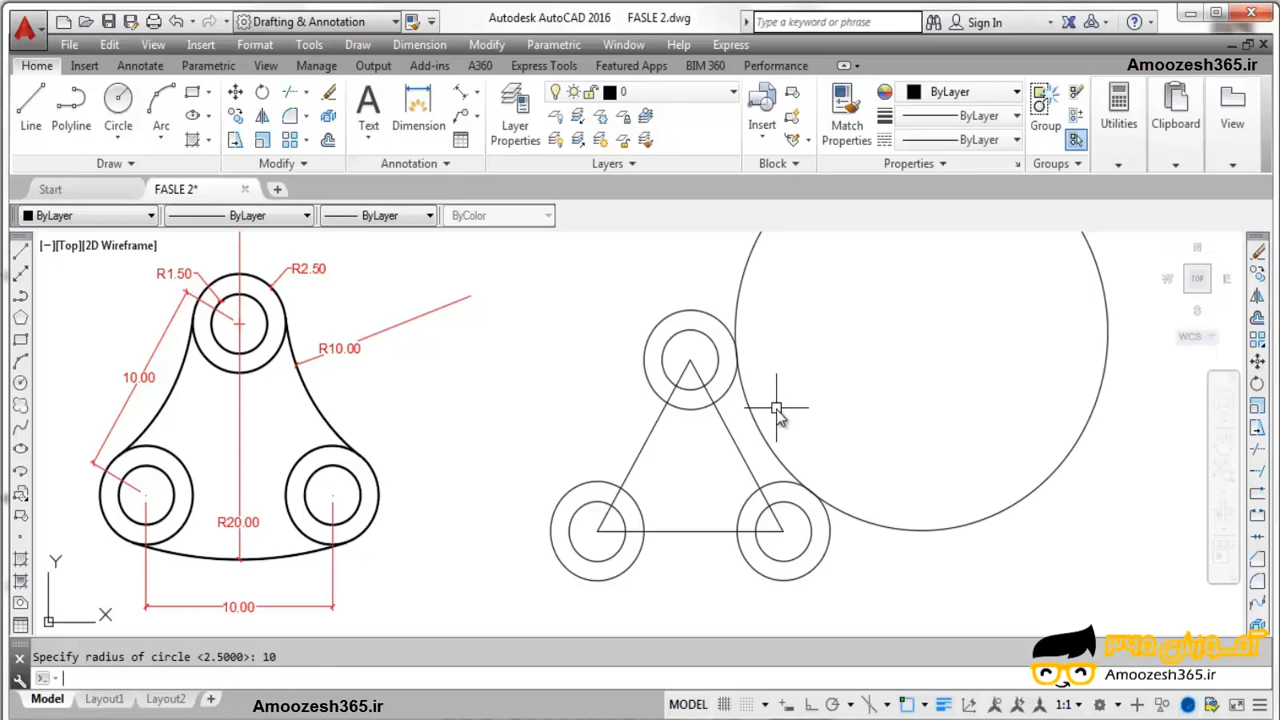 Drafting & Annotation
Autodesk AutoCAD 2016 FASLE 2.dwg
Type a keyword or phrase
Sign In
File Edit View Insert Format Tools Draw Dimension Modify Parametric Window Help Express
Home Insert Annotate Parametric View Manage Output Add-ins A360 Express Tools Featured Apps BIM 360 Performance
Amoozesh365.ir
Line Polyline Circle Arc
Text Dimension
Layer Properties
0
Insert
Match Properties
ByLayer
ByLayer
ByLayer
Group
Utilities
Clipboard
View
Draw Modify Annotation Layers Block Properties Groups
Start FASLE 2*
ByLayer ByLayer ByLayer ByColor
[−][Top][2D Wireframe]
N
W TOP E
S
WCS
R1.50
R2.50
R10.00
10.00
R20.00
10.00
Y
X
Specify radius of circle <2.5000>: 10
آمـوزش ۳۶۵
Amoozesh365.ir
Model Layout1 Layout2
Amoozesh365.ir
MODEL
1:1